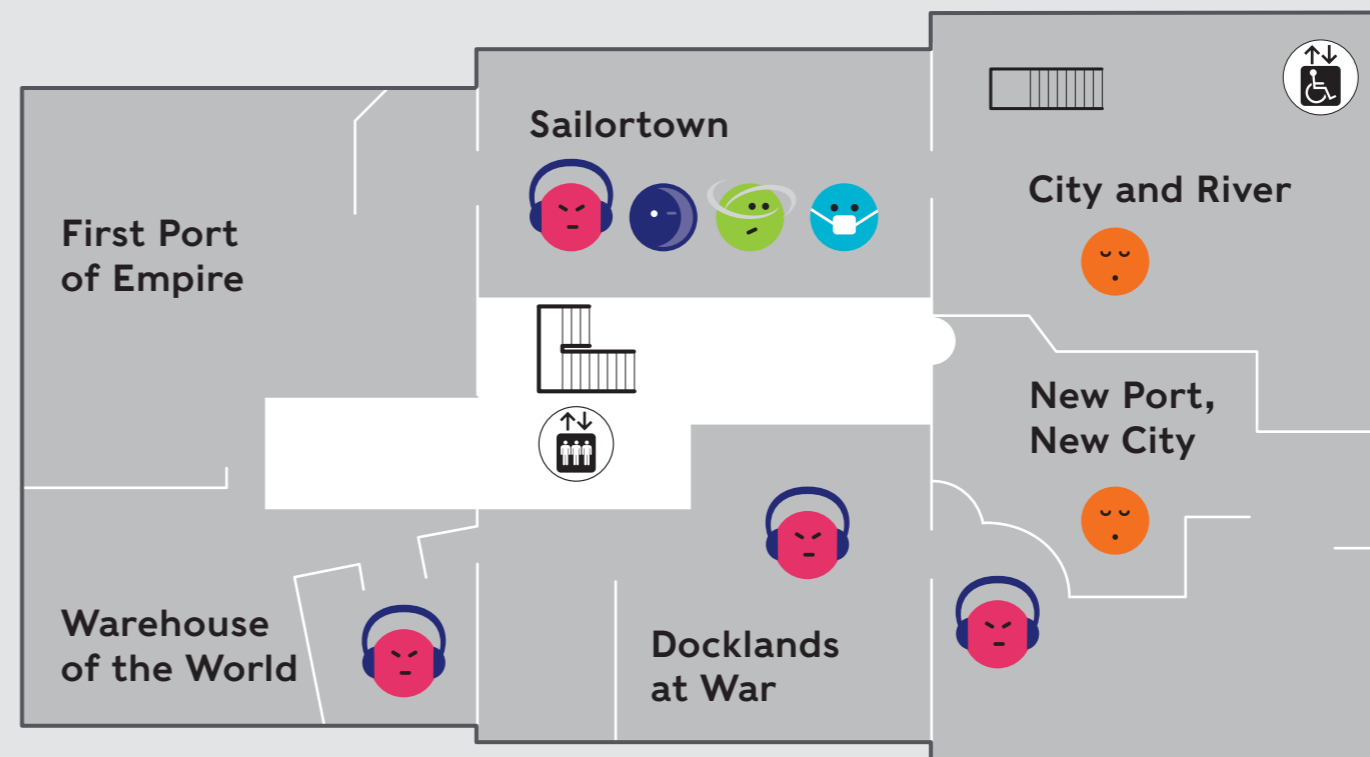 Sailortown
City and River
First Port
of Empire
New Port,
New City
Warehouse
of the World
Docklands
at War